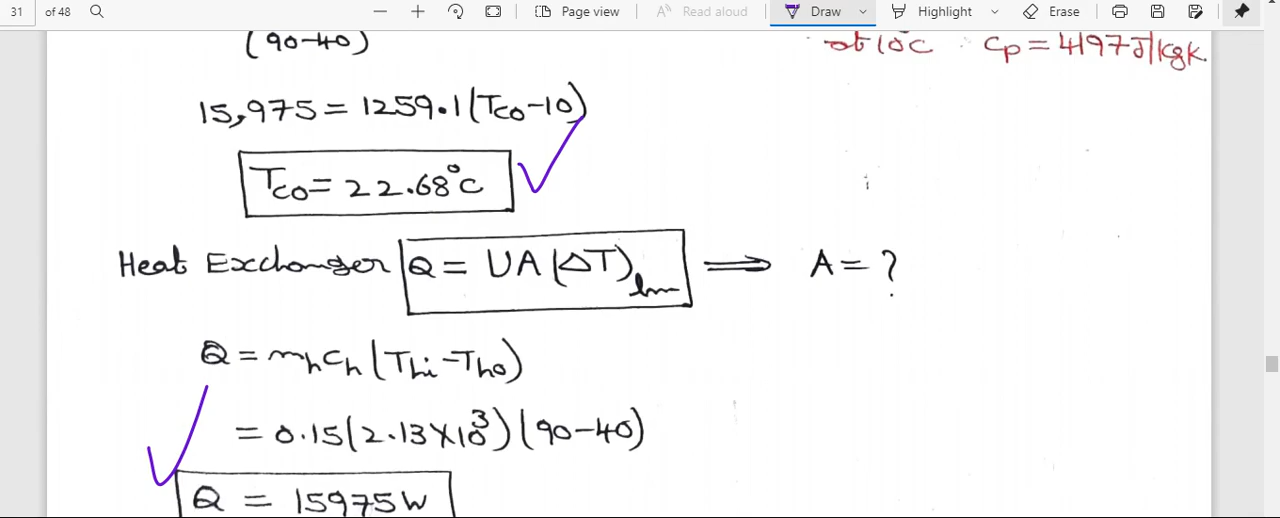 31 of 48 Page view Read aloud Draw Highlight Erase
(90-40)
at 10°C : Cp = 4197 J/kgK.
15,975 = 1259.1 (Tco-10)
Tco = 22.68°C
Heat Exchanger Q = UA(ΔT)lm ⟹ A = ?
Q = mhCh (Thi-Tho)
= 0.15 (2.13×10³) (90-40)
Q = 15975W